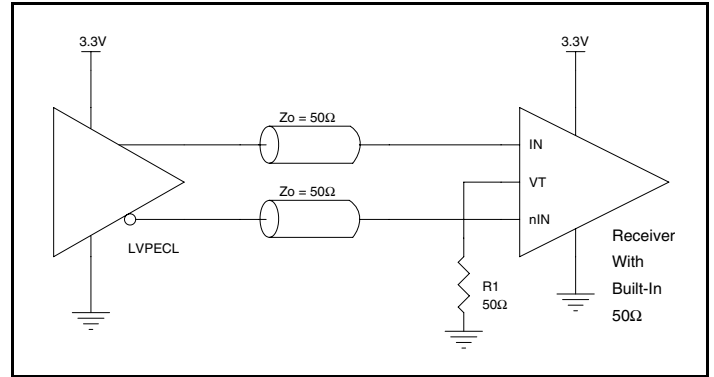 3.3V
3.3V
Zo = 50Ω
IN
VT
Zo = 50Ω
nIN
LVPECL
R1
50Ω
Receiver
With
Built-In
50Ω